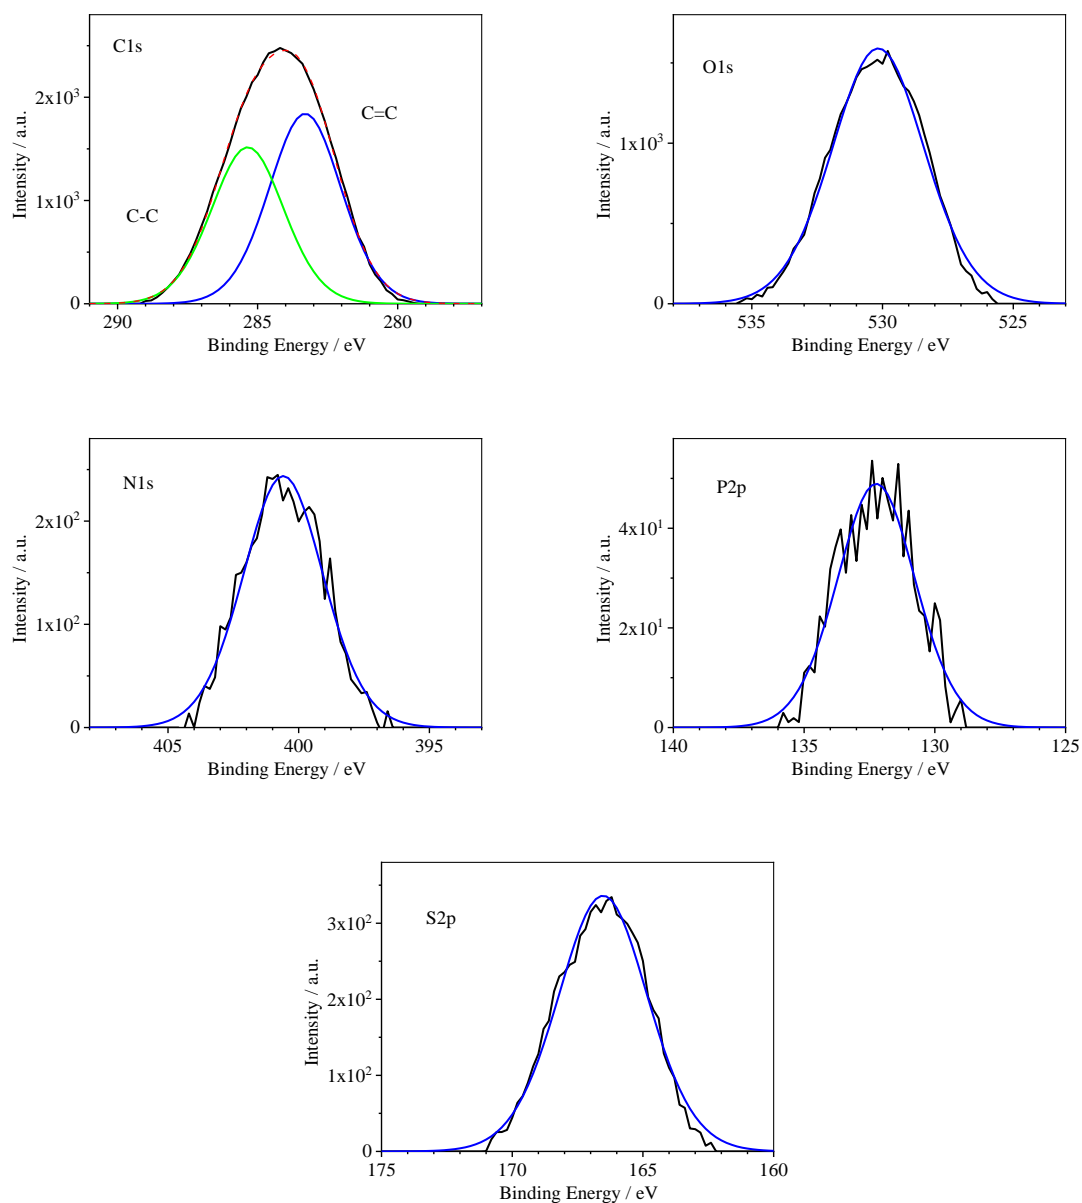 C1s
C=C
C-C
2x10³
1x10³
0
290 285 280
Binding Energy / eV
Intensity / a.u.
O1s
1x10³
0
535 530 525
Binding Energy / eV
Intensity / a.u.
N1s
2x10²
1x10²
0
405 400 395
Binding Energy / eV
Intensity / a.u.
P2p
4x10¹
2x10¹
0
140 135 130 125
Binding Energy / eV
Intensity / a.u.
S2p
3x10²
2x10²
1x10²
0
175 170 165 160
Binding Energy / eV
Intensity / a.u.